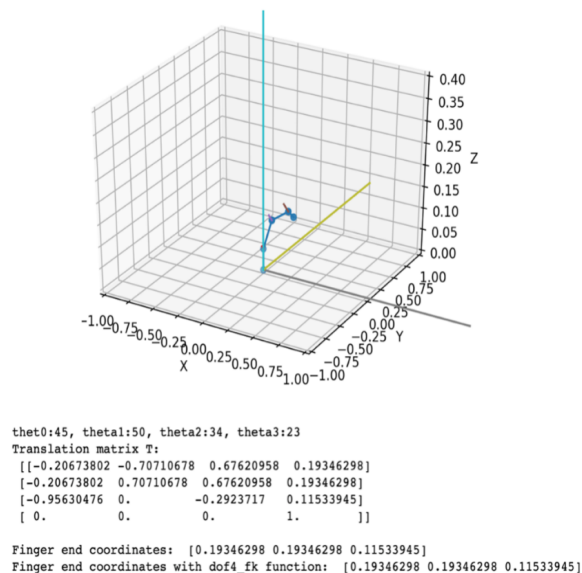 0.40
0.35
0.30
0.25
Z
0.20
0.15
0.10
0.05
0.00
1.00
0.75
0.50
0.25
0.00
Y
-0.25
-0.50
-0.75
-1.00
-1.00
-0.75
-0.50
-0.25
0.00
0.25
0.50
0.75
1.00
X
thet0:45, theta1:50, theta2:34, theta3:23
Translation matrix T:
[[-0.20673802 -0.70710678 0.67620958 0.19346298]
[-0.20673802 0.70710678 0.67620958 0.19346298]
[-0.95630476 0. -0.2923717 0.11533945]
[ 0. 0. 0. 1. ]]
Finger end coordinates: [0.19346298 0.19346298 0.11533945]
Finger end coordinates with dof4_fk function: [0.19346298 0.19346298 0.11533945]